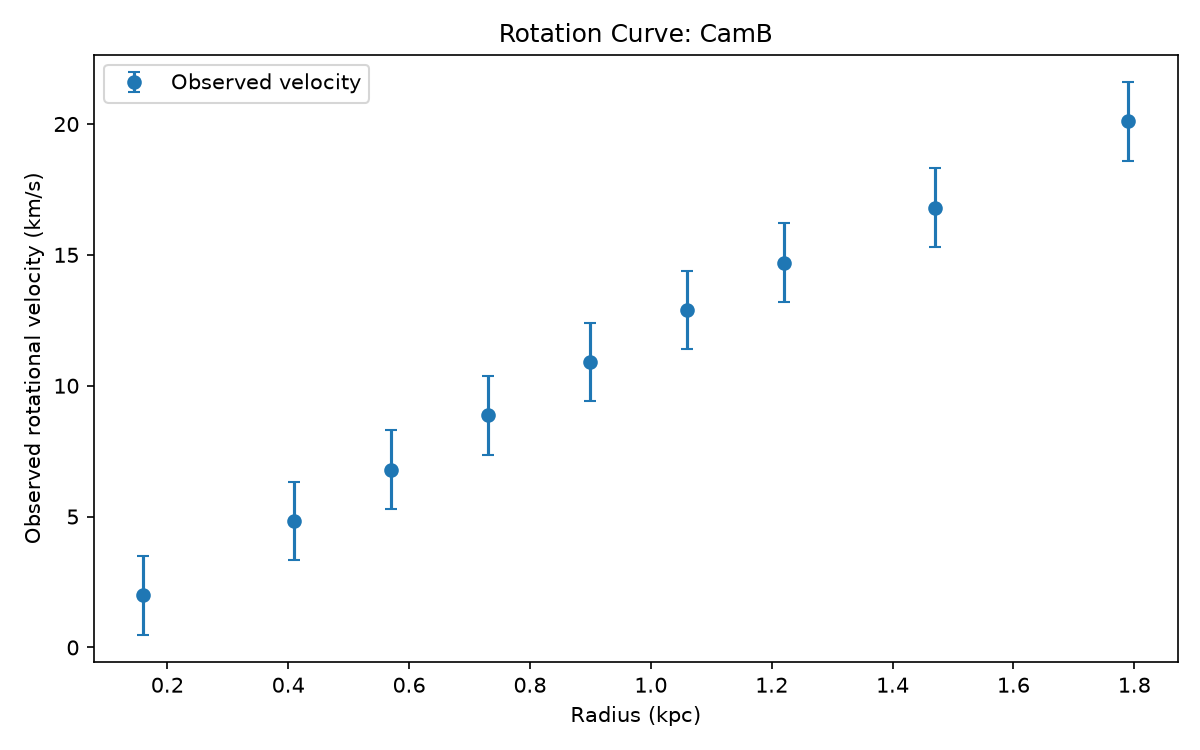 Rotation Curve: CamB
Observed velocity
Observed rotational velocity (km/s)
20
15
10
5
0
0.2 0.4 0.6 0.8 1.0 1.2 1.4 1.6 1.8
Radius (kpc)